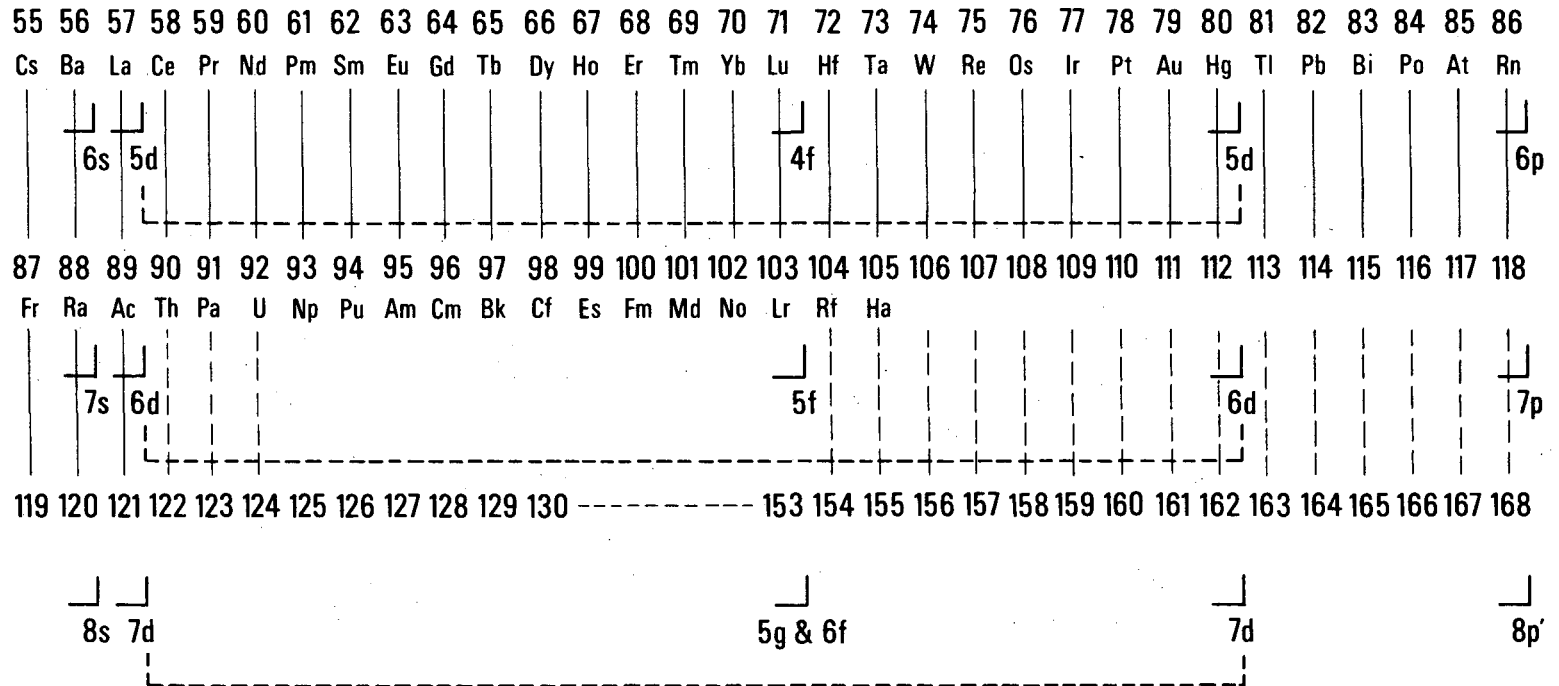 55 56 57 58 59 60 61 62 63 64 65 66 67 68 69 70 71 72 73 74 75 76 77 78 79 80 81 82 83 84 85 86
Cs Ba La Ce Pr Nd Pm Sm Eu Gd Tb Dy Ho Er Tm Yb Lu Hf Ta W Re Os Ir Pt Au Hg Tl Pb Bi Po At Rn
6s 5d 4f 5d 6p
87 88 89 90 91 92 93 94 95 96 97 98 99 100 101 102 103 104 105 106 107 108 109 110 111 112 113 114 115 116 117 118
Fr Ra Ac Th Pa U Np Pu Am Cm Bk Cf Es Fm Md No Lr Rf Ha
7s 6d 5f 6d 7p
119 120 121 122 123 124 125 126 127 128 129 130 ----------- 153 154 155 156 157 158 159 160 161 162 163 164 165 166 167 168
8s 7d 5g & 6f 7d 8p'